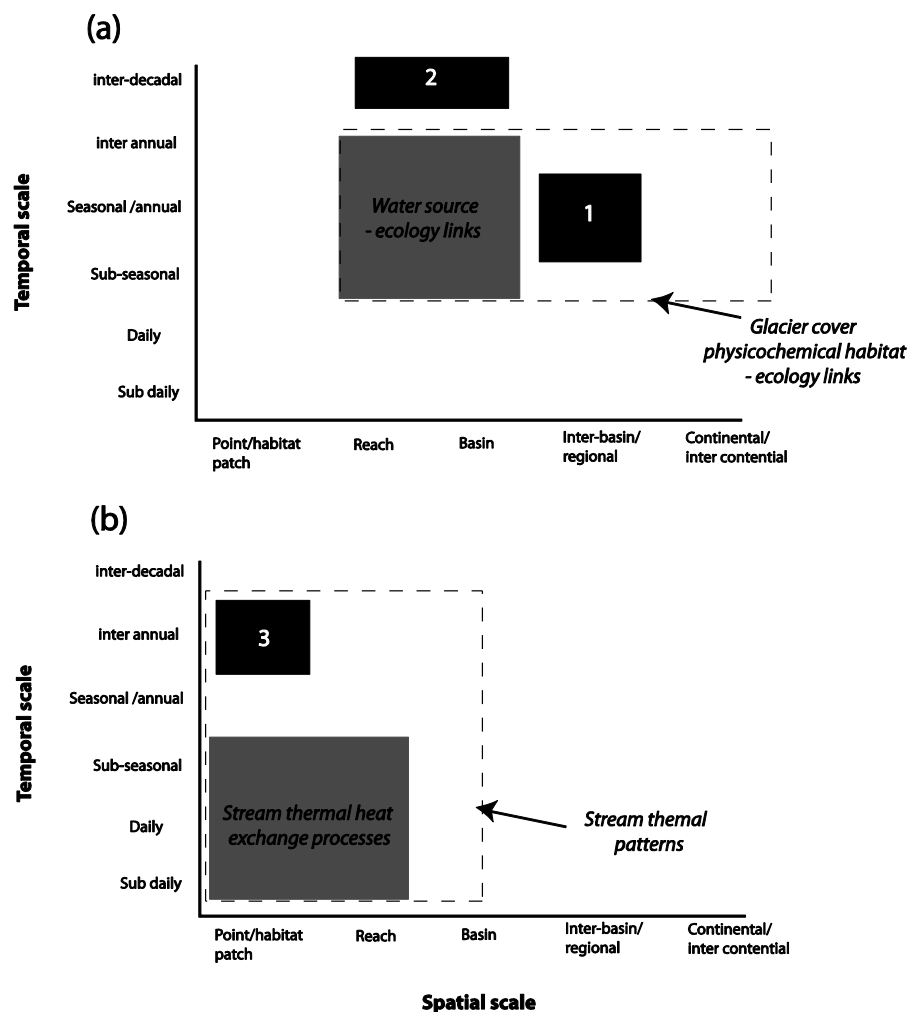 (a)
inter-decadal
inter annual
Seasonal /annual
Sub-seasonal
Daily
Sub daily
Temporal scale
2
1
Water source
- ecology links
Glacier cover
physicochemical habitat
- ecology links
Point/habitat
patch
Reach
Basin
Inter-basin/
regional
Continental/
inter contential
(b)
inter-decadal
inter annual
Seasonal /annual
Sub-seasonal
Daily
Sub daily
Temporal scale
3
Stream thermal heat
exchange processes
Stream themal
patterns
Point/habitat
patch
Reach
Basin
Inter-basin/
regional
Continental/
inter contential
Spatial scale